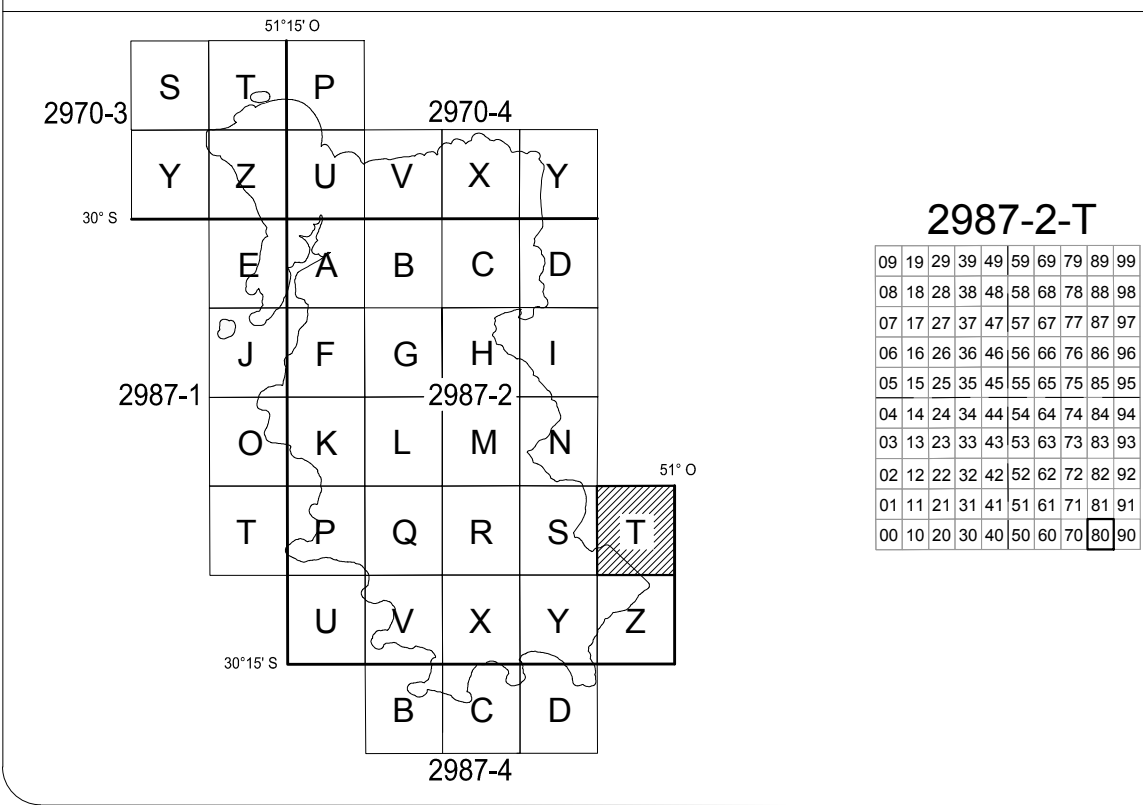 51°15' O
S T P
2970-3
2970-4
Y Z U V X Y
30° S
E A B C D
J F G H I
2987-1
2987-2
O K L M N
51° O
T P Q R S T
U V X Y Z
30°15' S
B C D
2987-4
2987-2-T
09 19 29 39 49 59 69 79 89 99
08 18 28 38 48 58 68 78 88 98
07 17 27 37 47 57 67 77 87 97
06 16 26 36 46 56 66 76 86 96
05 15 25 35 45 55 65 75 85 95
04 14 24 34 44 54 64 74 84 94
03 13 23 33 43 53 63 73 83 93
02 12 22 32 42 52 62 72 82 92
01 11 21 31 41 51 61 71 81 91
00 10 20 30 40 50 60 70 80 90